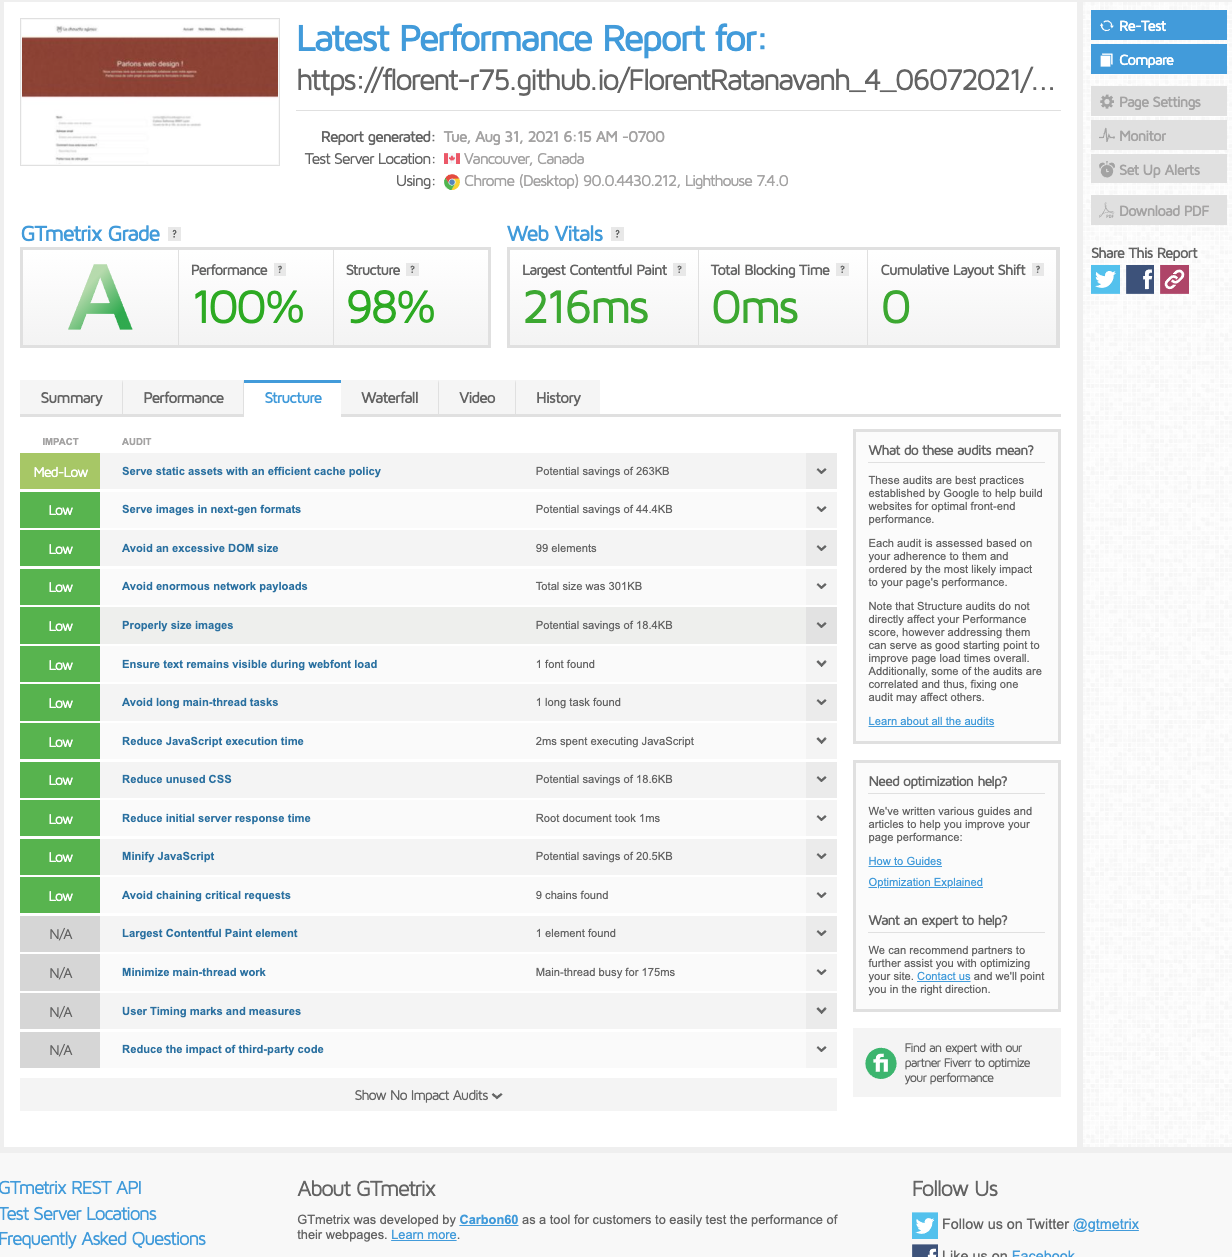 Parlons web design !
Latest Performance Report for:
https://florent-r75.github.io/FlorentRatanavanh_4_06072021/...
Report generated: Tue, Aug 31, 2021 6:15 AM -0700
Test Server Location: Vancouver, Canada
Using: Chrome (Desktop) 90.0.4430.212, Lighthouse 7.4.0
Re-Test
Compare
Page Settings
Monitor
Set Up Alerts
Download PDF
Share This Report
GTmetrix Grade ?
A
Performance ?
100%
Structure ?
98%
Web Vitals ?
Largest Contentful Paint ?
216ms
Total Blocking Time ?
0ms
Cumulative Layout Shift ?
0
Summary Performance Structure Waterfall Video History
IMPACT AUDIT
Med-Low Serve static assets with an efficient cache policy Potential savings of 263KB
Low Serve images in next-gen formats Potential savings of 44.4KB
Low Avoid an excessive DOM size 99 elements
Low Avoid enormous network payloads Total size was 301KB
Low Properly size images Potential savings of 18.4KB
Low Ensure text remains visible during webfont load 1 font found
Low Avoid long main-thread tasks 1 long task found
Low Reduce JavaScript execution time 2ms spent executing JavaScript
Low Reduce unused CSS Potential savings of 18.6KB
Low Reduce initial server response time Root document took 1ms
Low Minify JavaScript Potential savings of 20.5KB
Low Avoid chaining critical requests 9 chains found
N/A Largest Contentful Paint element 1 element found
N/A Minimize main-thread work Main-thread busy for 175ms
N/A User Timing marks and measures
N/A Reduce the impact of third-party code
Show No Impact Audits
What do these audits mean?
These audits are best practices
established by Google to help build
websites for optimal front-end
performance.
Each audit is assessed based on
your adherence to them and
ordered by the most likely impact
to your page's performance.
Note that Structure audits do not
directly affect your Performance
score, however addressing them
can serve as good starting point to
improve page load times overall.
Additionally, some of the audits are
correlated and thus, fixing one
audit may affect others.
Learn about all the audits
Need optimization help?
We've written various guides and
articles to help you improve your
page performance:
How to Guides
Optimization Explained
Want an expert to help?
We can recommend partners to
further assist you with optimizing
your site. Contact us and we'll point
you in the right direction.
fi
Find an expert with our
partner Fiverr to optimize
your performance
GTmetrix REST API
Test Server Locations
Frequently Asked Questions
About GTmetrix
GTmetrix was developed by Carbon60 as a tool for customers to easily test the performance of
their webpages. Learn more.
Follow Us
Follow us on Twitter @gtmetrix
Like us on Facebook